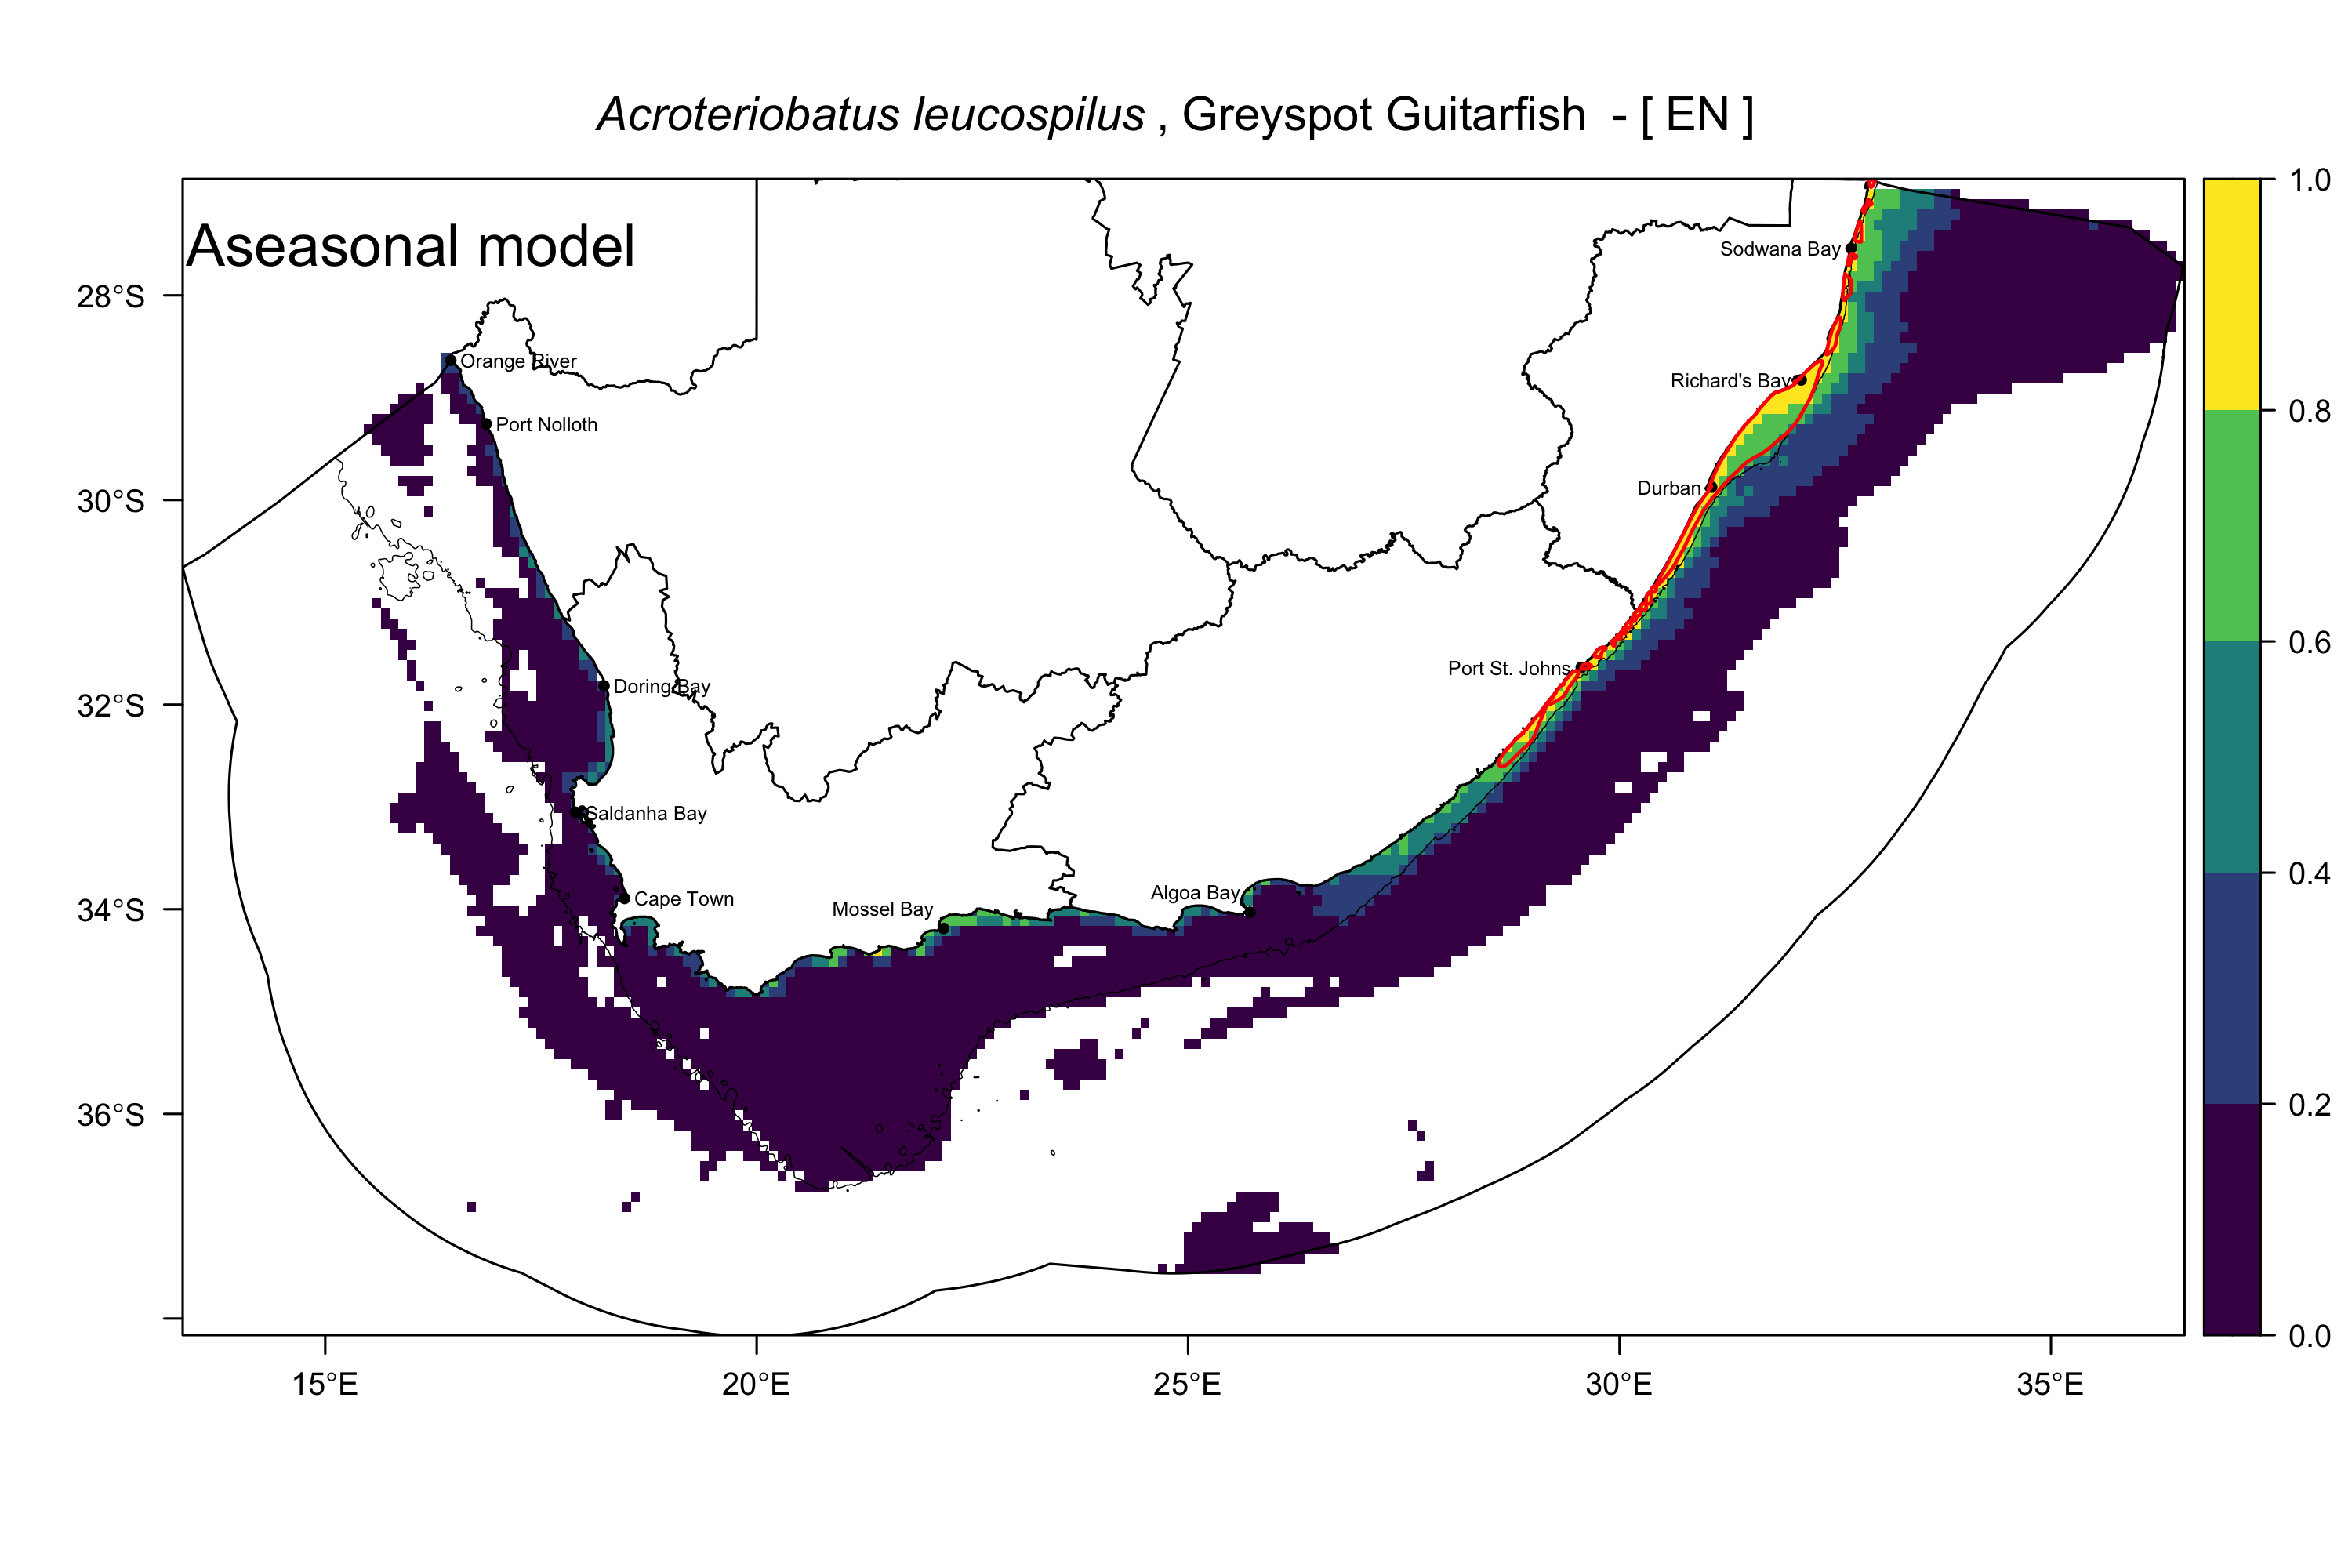 Acroteriobatus leucospilus , Greyspot Guitarfish - [ EN ]
Aseasonal model
1.0
0.8
0.6
0.4
0.2
0.0
28°S
30°S
32°S
34°S
36°S
Sodwana Bay
Orange River
Richard's Bay
Port Nolloth
Durban
Port St. Johns
Doring Bay
Saldanha Bay
Algoa Bay
Cape Town
Mossel Bay
15°E
20°E
25°E
30°E
35°E